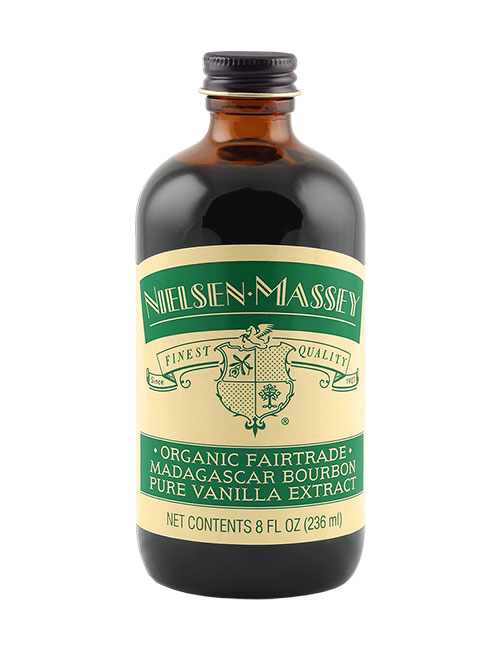 NIELSEN·MASSEY
FINEST QUALITY
Since 1907
®
• ORGANIC FAIRTRADE •
MADAGASCAR BOURBON
PURE VANILLA EXTRACT
NET CONTENTS 8 FL OZ (236 ml)